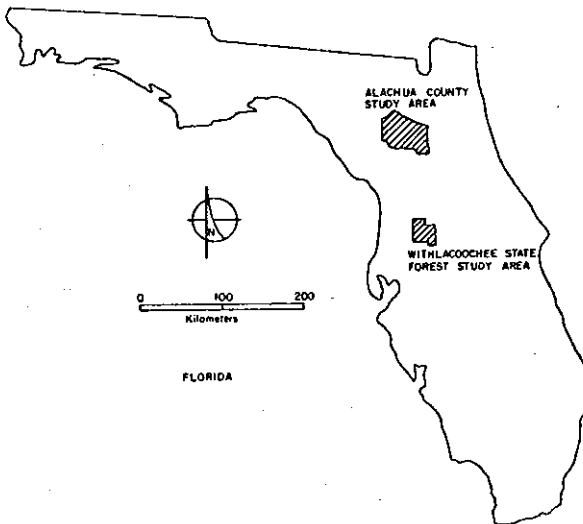 ALACHUA COUNTY
STUDY AREA
N
WITHLACOOCHEE STATE
FOREST STUDY AREA
0 100 200
Kilometers
FLORIDA